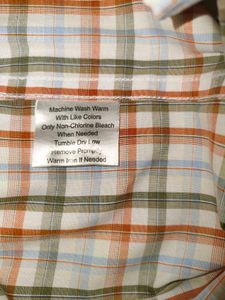 Machine Wash Warm
With Like Colors
Only Non-Chlorine Bleach
When Needed
Tumble Dry Low
Remove Promptly
Warm Iron If Needed